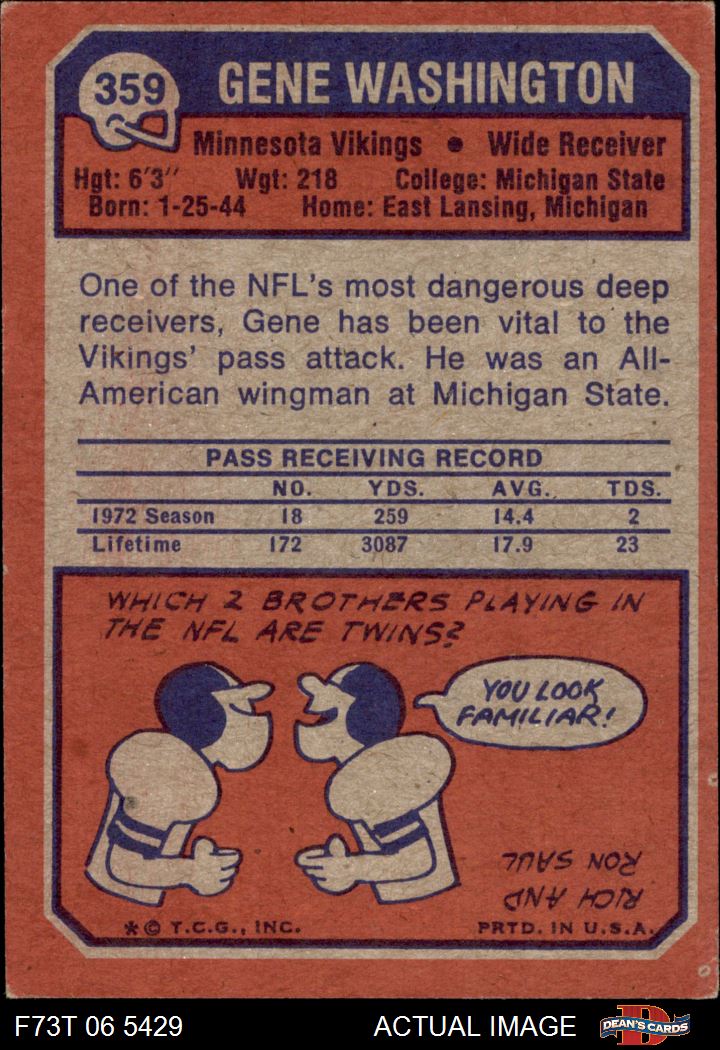 359
GENE WASHINGTON
Minnesota Vikings • Wide Receiver
Hgt: 6'3" Wgt: 218 College: Michigan State
Born: 1-25-44 Home: East Lansing, Michigan
One of the NFL's most dangerous deep
receivers, Gene has been vital to the
Vikings' pass attack. He was an All-
American wingman at Michigan State.
PASS RECEIVING RECORD
NO. YDS. AVG. TDS.
1972 Season 18 259 14.4 2
Lifetime 172 3087 17.9 23
WHICH 2 BROTHERS PLAYING IN
THE NFL ARE TWINS?
YOU LOOK
FAMILIAR!
RICH AND
RON SAUL
*© T.C.G., INC. PRTD. IN U.S.A.
F73T 06 5429 ACTUAL IMAGE D DEAN'S CARDS